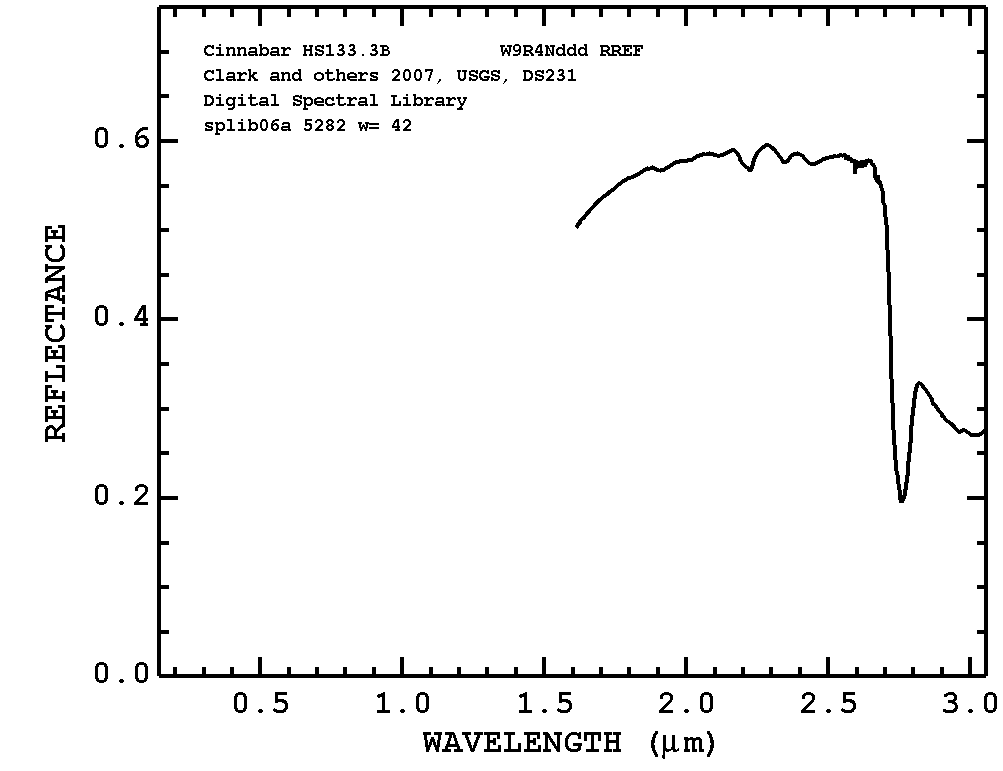 Cinnabar HS133.3B W9R4Nddd RREF
Clark and others 2007, USGS, DS231
Digital Spectral Library
splib06a 5282 w= 42
REFLECTANCE
0.6
0.4
0.2
0.0
0.5 1.0 1.5 2.0 2.5 3.0
WAVELENGTH (μm)